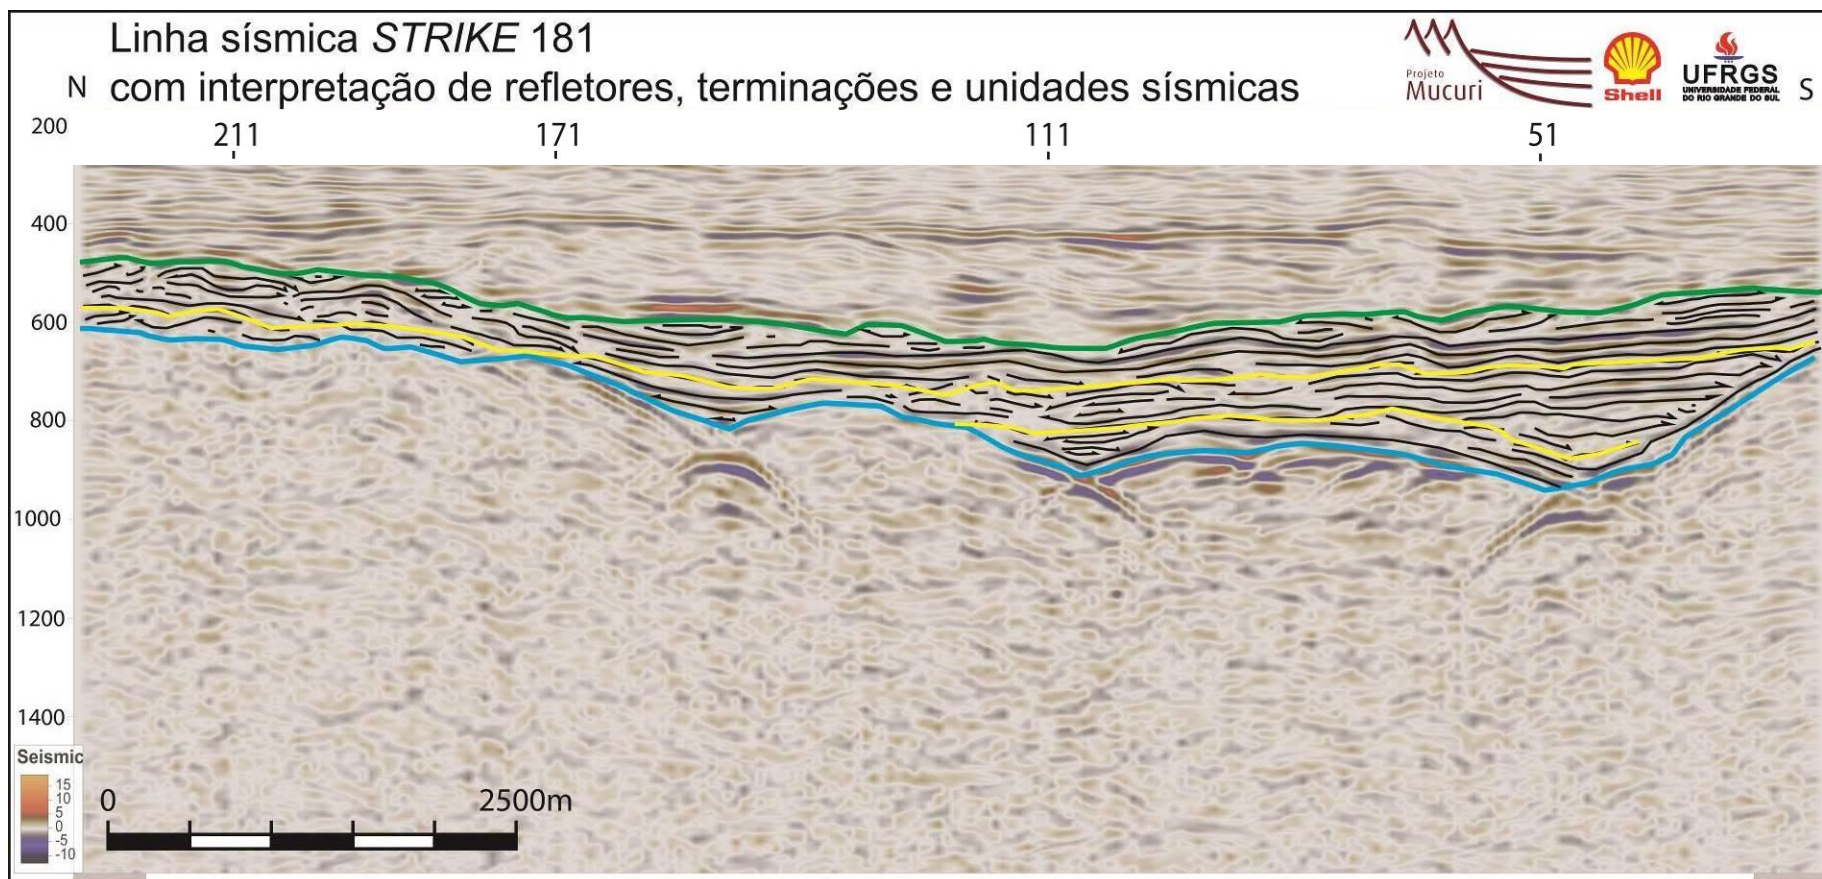 Linha sísmica STRIKE 181
N com interpretação de refletores, terminações e unidades sísmicas
Projeto
Mucuri
Shell
UFRGS
UNIVERSIDADE FEDERAL
DO RIO GRANDE DO SUL
S
211 171 111 51
200
400
600
800
1000
1200
1400
Seismic
15
10
5
0
-5
-10
0 2500m